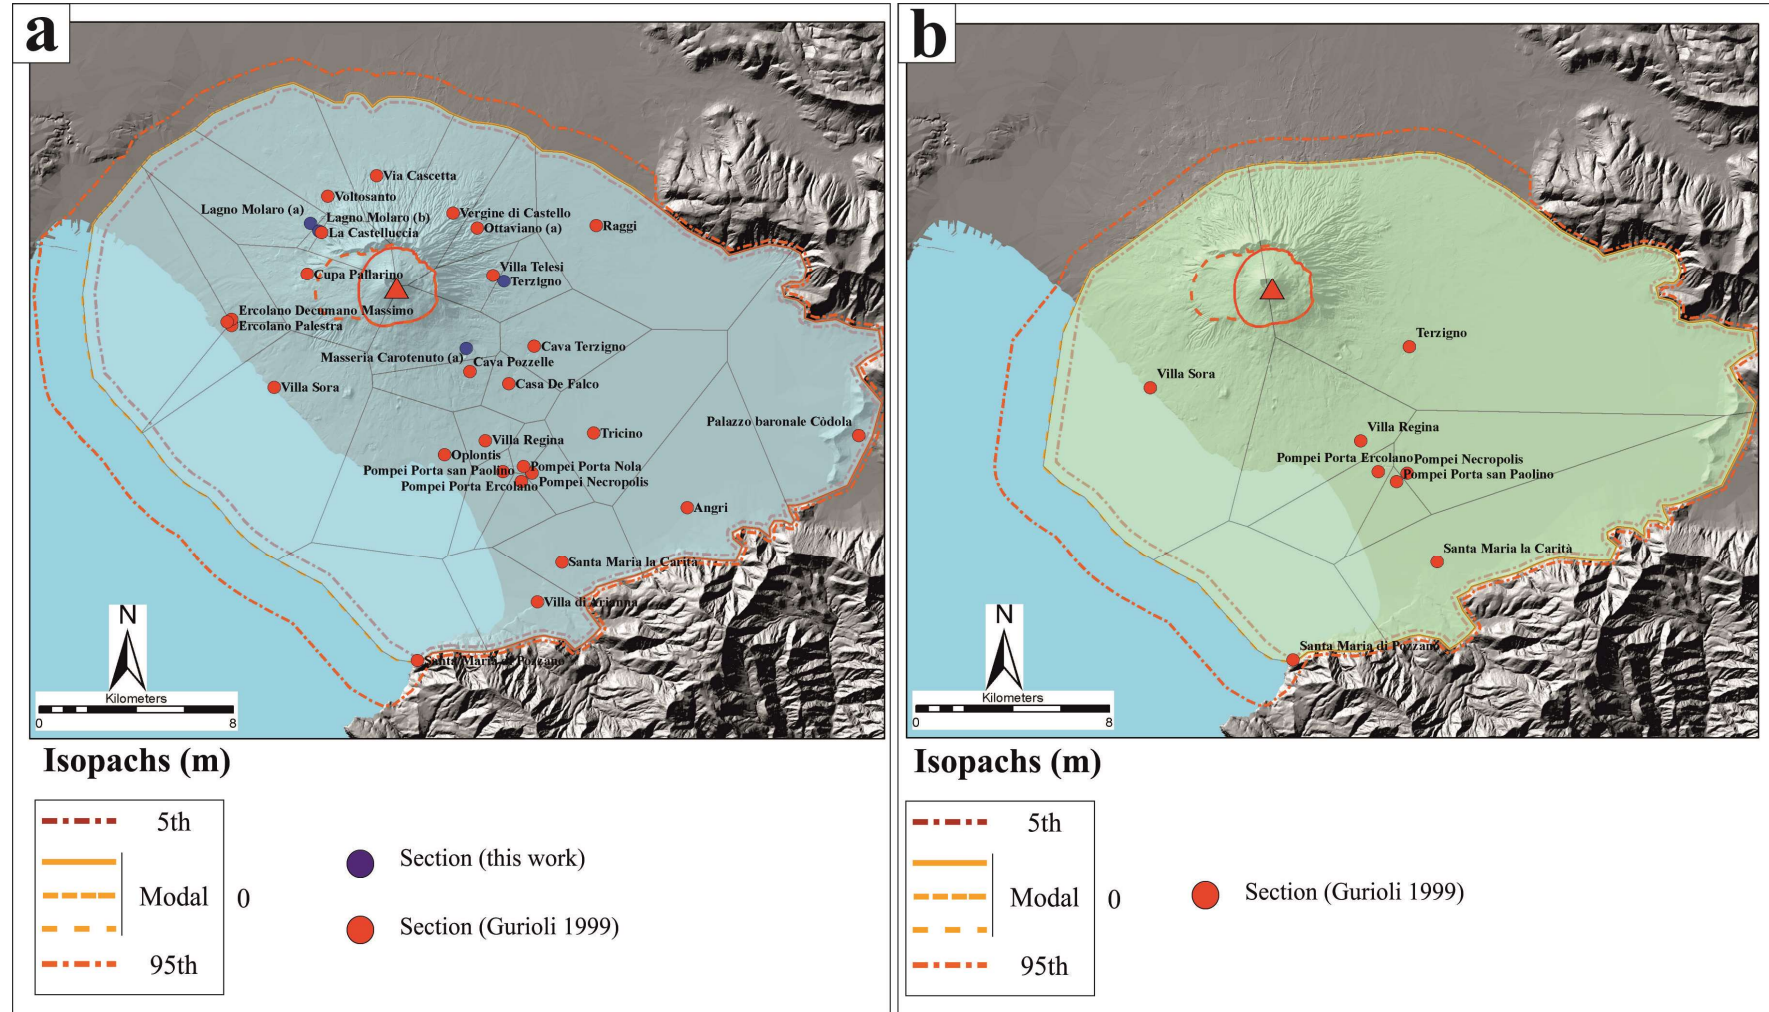 a
Via Cascetta
Voltosanto
Lagno Molaro (a)
Lagno Molaro (b)
La Castelluccia
Vergine di Castello
Ottaviano (a)
Raggi
Cupa Pallarino
Villa Telesi
Terzigno
Ercolano Decumano Massimo
Ercolano Palestra
Masseria Carotenuto (a)
Cava Terzigno
Cava Pozzelle
Villa Sora
Casa De Falco
Palazzo baronale Còdola
Villa Regina
Tricino
Oplontis
Pompei Porta san Paolino
Pompei Porta Nola
Pompei Porta Ercolano
Pompei Necropolis
Angri
Santa Maria la Carità
Villa di Arianna
Santa Maria di Pozzano
N
Kilometers
0 8
Isopachs (m)
5th
Modal 0
95th
Section (this work)
Section (Gurioli 1999)
b
Terzigno
Villa Sora
Villa Regina
Pompei Porta Ercolano
Pompei Necropolis
Pompei Porta san Paolino
Santa Maria la Carità
Santa Maria di Pozzano
N
Kilometers
0 8
Isopachs (m)
5th
Modal 0
95th
Section (Gurioli 1999)